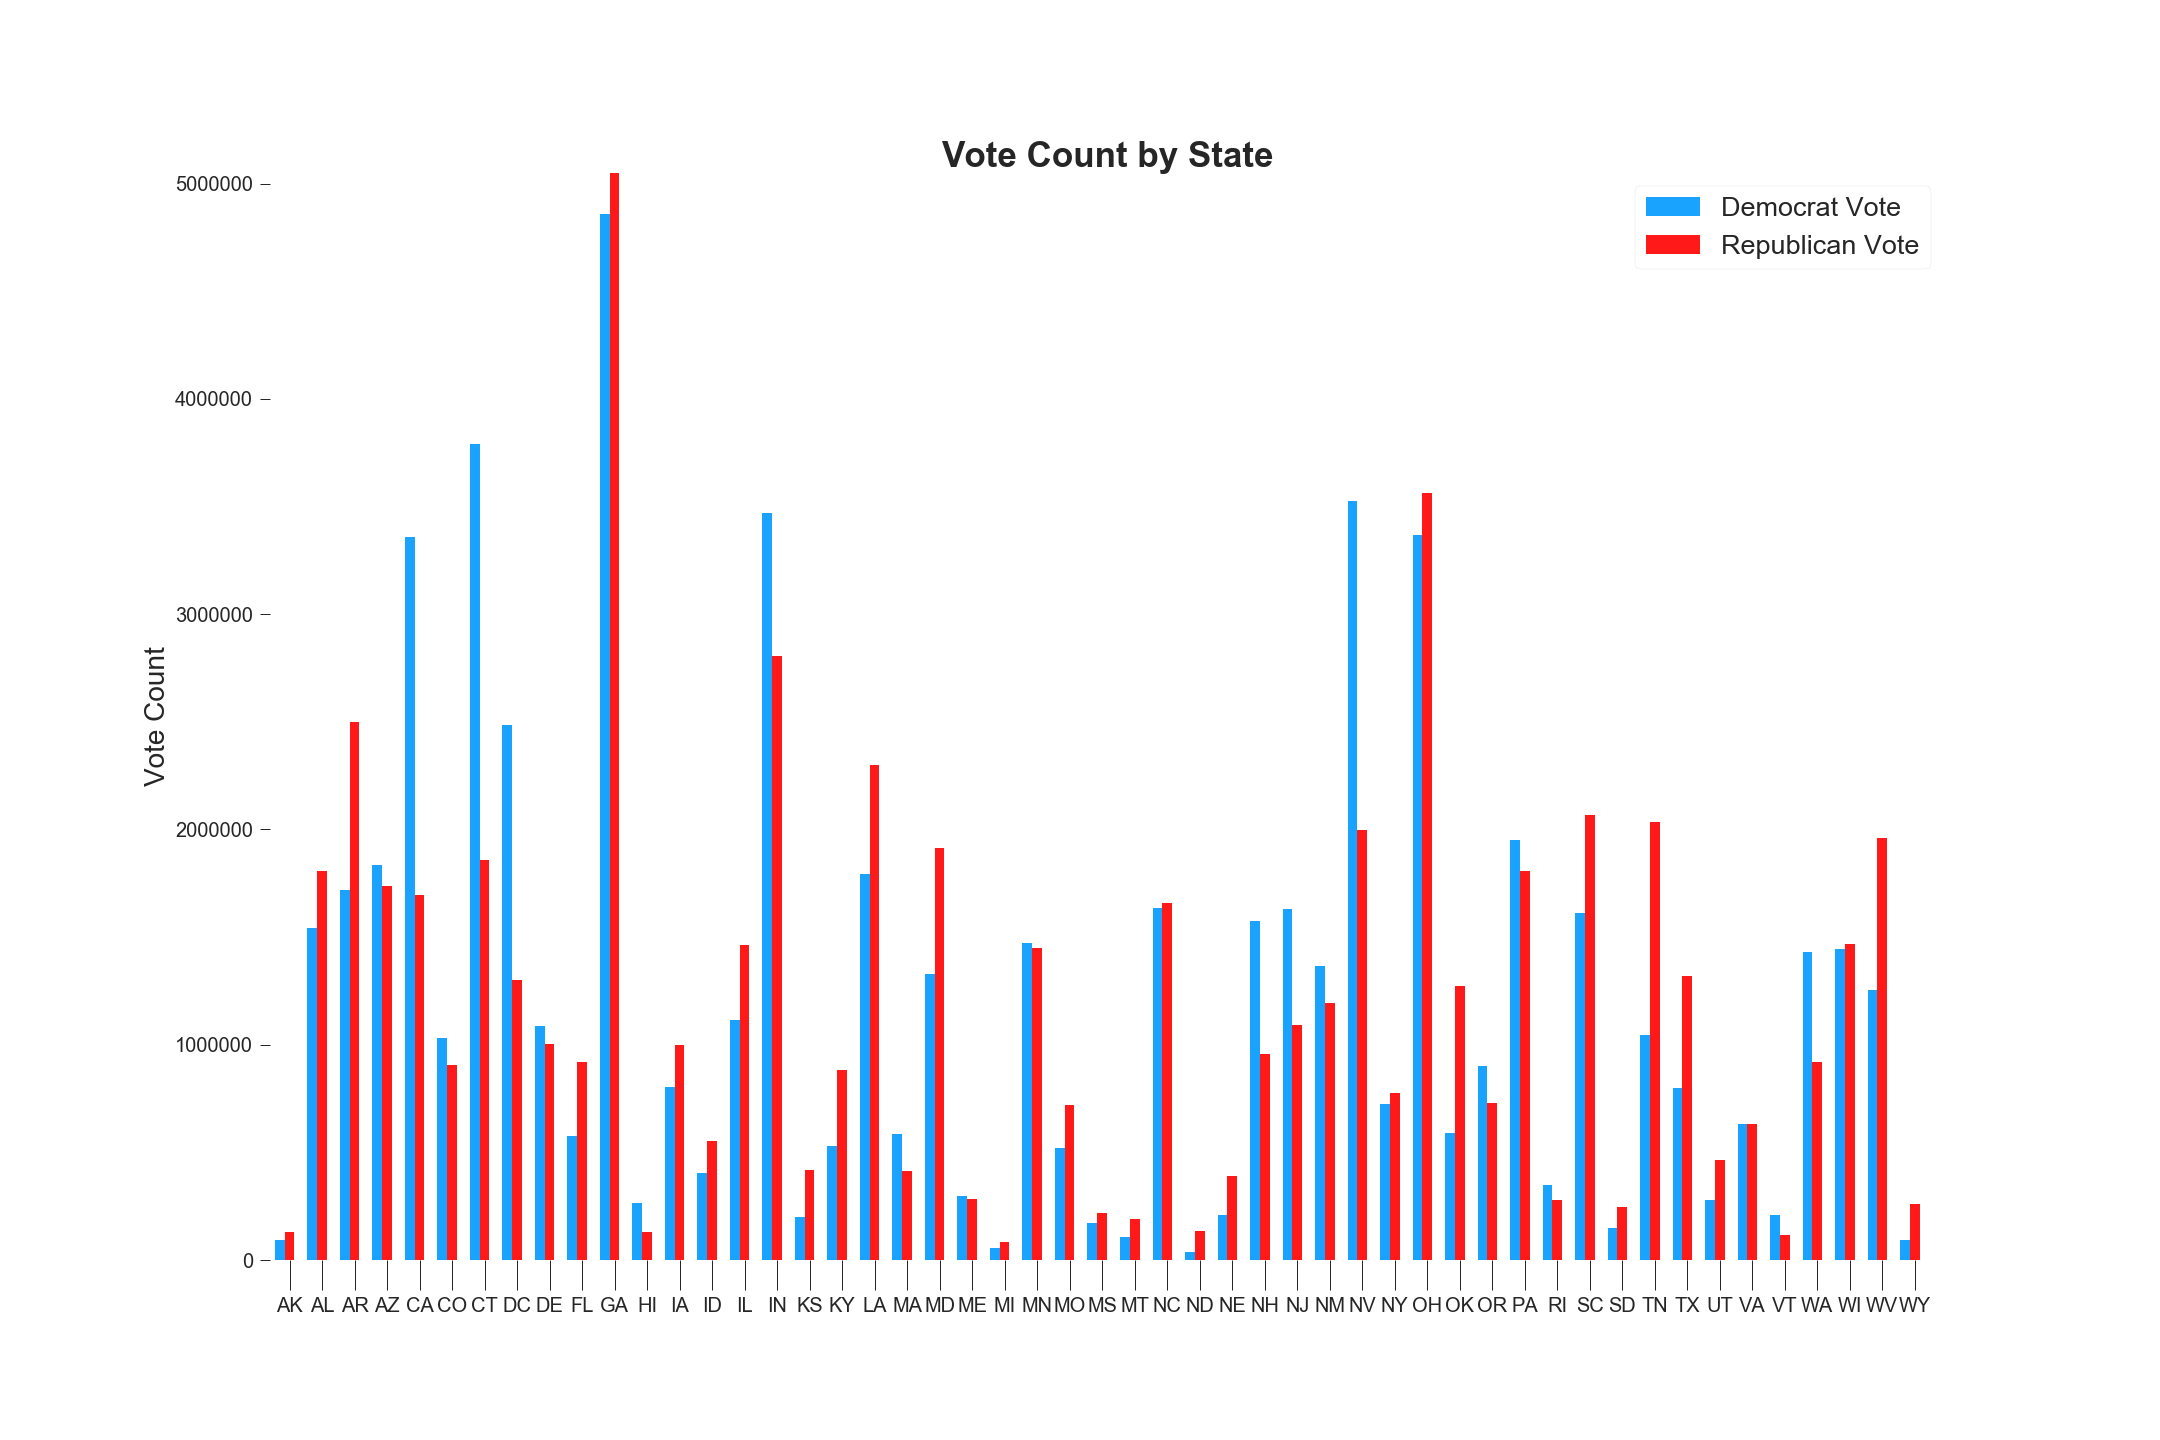 Vote Count by State
Democrat Vote
Republican Vote
Vote Count
5000000
4000000
3000000
2000000
1000000
0
AK AL AR AZ CA CO CT DC DE FL GA HI IA ID IL IN KS KY LA MA MD ME MI MN MO MS MT NC ND NE NH NJ NM NV NY OH OK OR PA RI SC SD TN TX UT VA VT WA WI WV WY